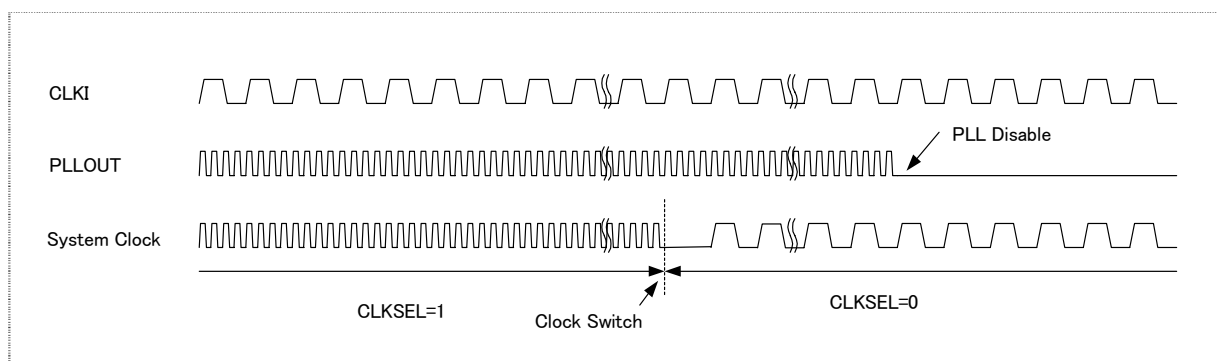 CLKI
PLL Disable
PLLOUT
System Clock
CLKSEL=1
CLKSEL=0
Clock Switch